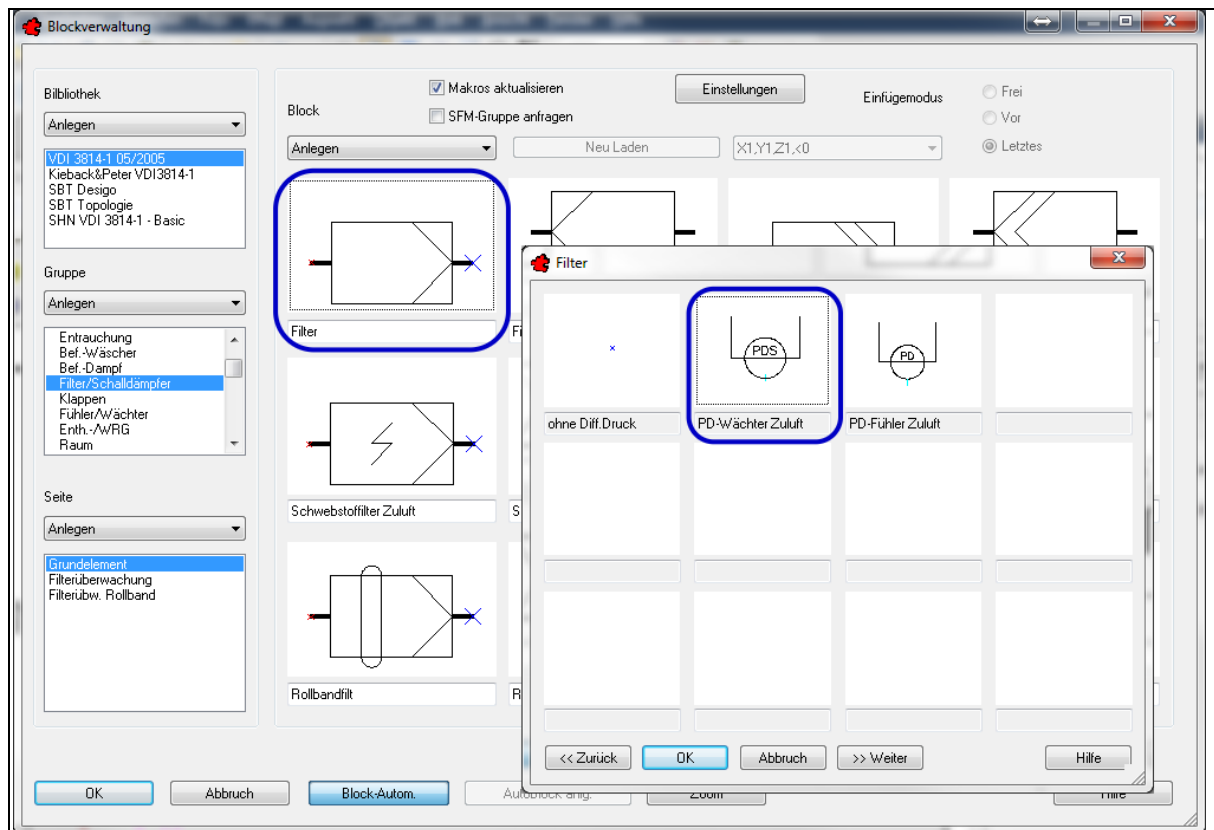 Blockverwaltung
Bilbliothek
Anlegen
VDI 3814-1 05/2005
Kieback&Peter VDI3814-1
SBT Desigo
SBT Topologie
SHN VDI 3814-1 - Basic
Gruppe
Anlegen
Entrauchung
Bef.-Wäscher
Bef.-Dampf
Filter/Schalldämpfer
Klappen
Fühler/Wächter
Enth.-/WRG
Raum
Seite
Anlegen
Grundelement
Filterüberwachung
Filterübw. Rollband
Block
Makros aktualisieren
SFM-Gruppe anfragen
Einstellungen
Einfügemodus
Frei
Vor
Letztes
Anlegen
Neu Laden
X1,Y1,Z1,<0
Filter
Fi
Schwebstoffilter Zuluft
S
Rollbandfilt
R
Filter
PDS
PD
ohne Diff.Druck
PD-Wächter Zuluft
PD-Fühler Zuluft
<< Zurück
OK
Abbruch
>> Weiter
Hilfe
OK
Abbruch
Block-Autom.
Autoblock anlg.
Zoom
Hilfe